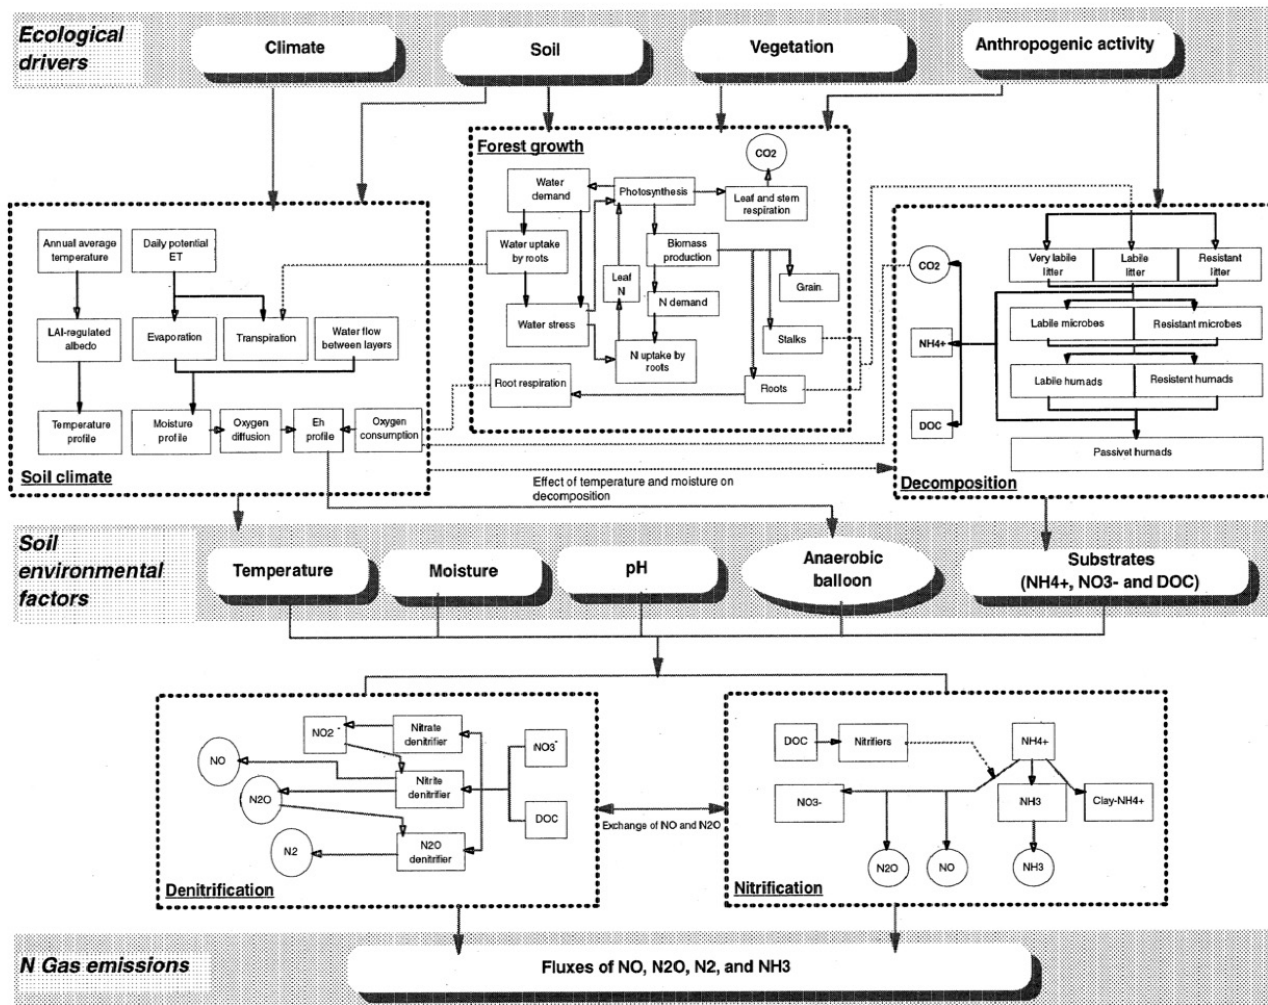 Ecological
drivers
Climate
Soil
Vegetation
Anthropogenic activity
Forest growth
CO2
Water
demand
Photosynthesis
Leaf and stem
respiration
Water uptake
by roots
Biomass
production
Leaf
N
Grain
N demand
Water stress
Stalks
N uptake by
roots
Root respiration
Roots
Annual average
temperature
Daily potential
ET
LAI-regulated
albedo
Evaporation
Transpiration
Water flow
between layers
Temperature
profile
Moisture
profile
Oxygen
diffusion
Eh
profile
Oxygen
consumption
Soil climate
CO2
Very labile
litter
Labile
litter
Resistant
litter
Labile microbes
Resistant microbes
NH4+
Labile humads
Resistent humads
DOC
Passivet humads
Decomposition
Effect of temperature and moisture on
decomposition
Soil
environmental
factors
Temperature
Moisture
pH
Anaerobic
balloon
Substrates
(NH4+, NO3- and DOC)
NO2-
Nitrate
denitrifier
NO3-
NO
Nitrite
denitrifier
N2O
DOC
N2
N2O
denitrifier
Denitrification
Exchange of NO and N2O
DOC
Nitrifiers
NH4+
NO3-
NH3
Clay-NH4+
N2O
NO
NH3
Nitrification
N Gas emissions
Fluxes of NO, N2O, N2, and NH3